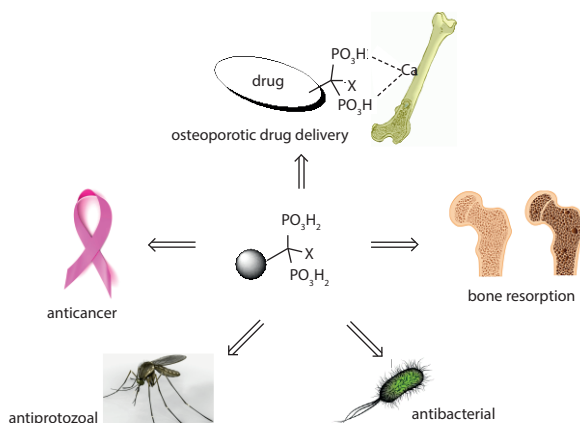 PO₃H:
drug
Ca
X
PO₃H
osteoporotic drug delivery
PO₃H₂
X
PO₃H₂
anticancer
bone resorption
antiprotozoal
antibacterial